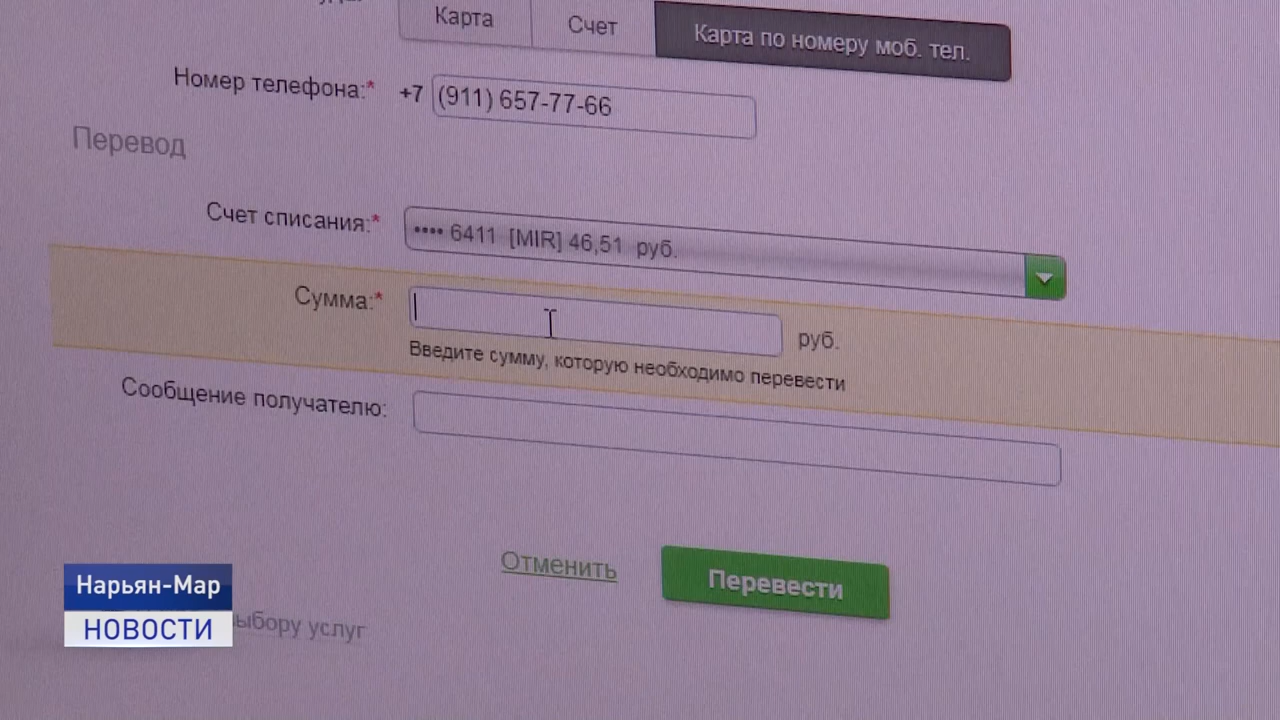 Карта
Счет
Карта по номеру моб. тел.
Номер телефона:* +7 (911) 657-77-66
Перевод
Счет списания:* •••• 6411 [MIR] 46,51 руб.
Сумма:* руб.
Введите сумму, которую необходимо перевести
Сообщение получателю:
Отменить
Перевести
выбору услуг
Нарьян-Мар
НОВОСТИ